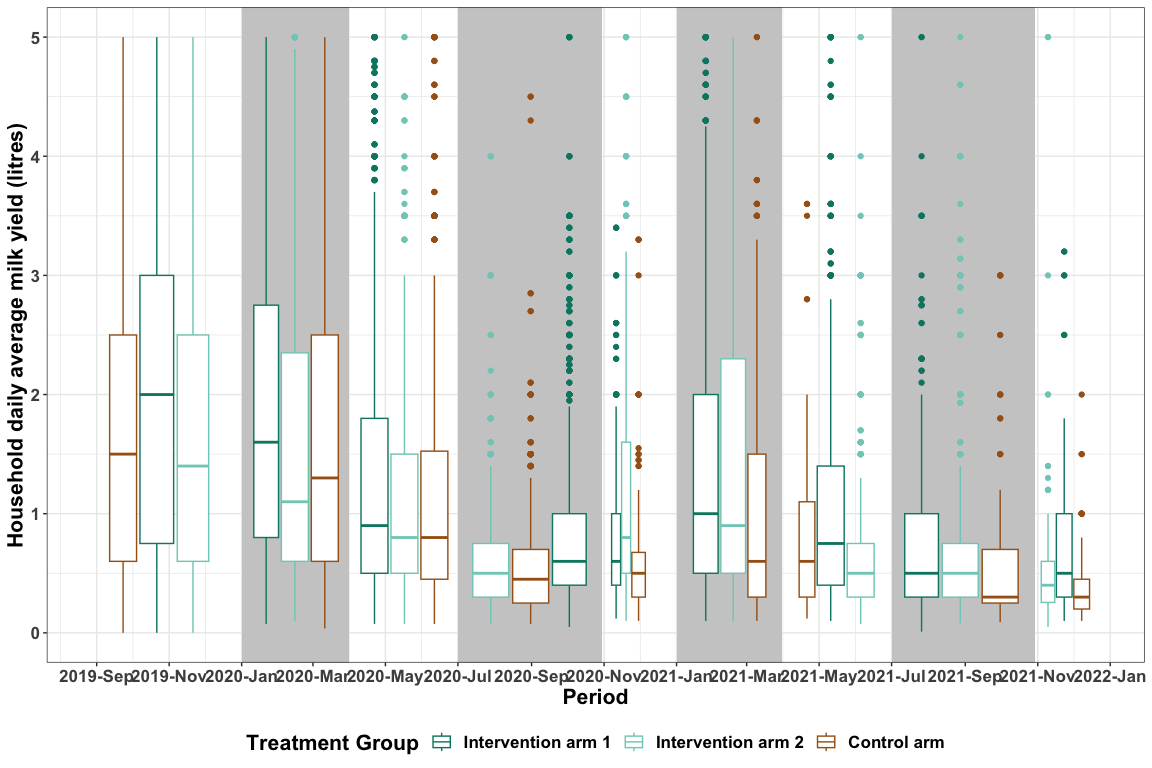 Household daily average milk yield (litres)
5
4
3
2
1
0
2019-Sep 2019-Nov 2020-Jan 2020-Mar 2020-May 2020-Jul 2020-Sep 2020-Nov 2021-Jan 2021-Mar 2021-May 2021-Jul 2021-Sep 2021-Nov 2022-Jan
Period
Treatment Group Intervention arm 1 Intervention arm 2 Control arm